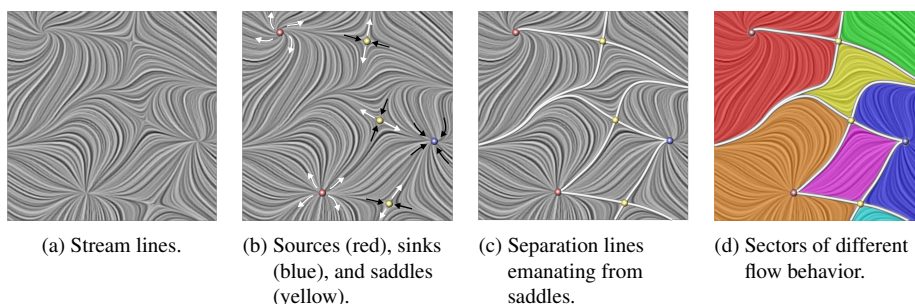 (a) Stream lines.
(b) Sources (red), sinks
(blue), and saddles
(yellow).
(c) Separation lines
emanating from
saddles.
(d) Sectors of different
flow behavior.